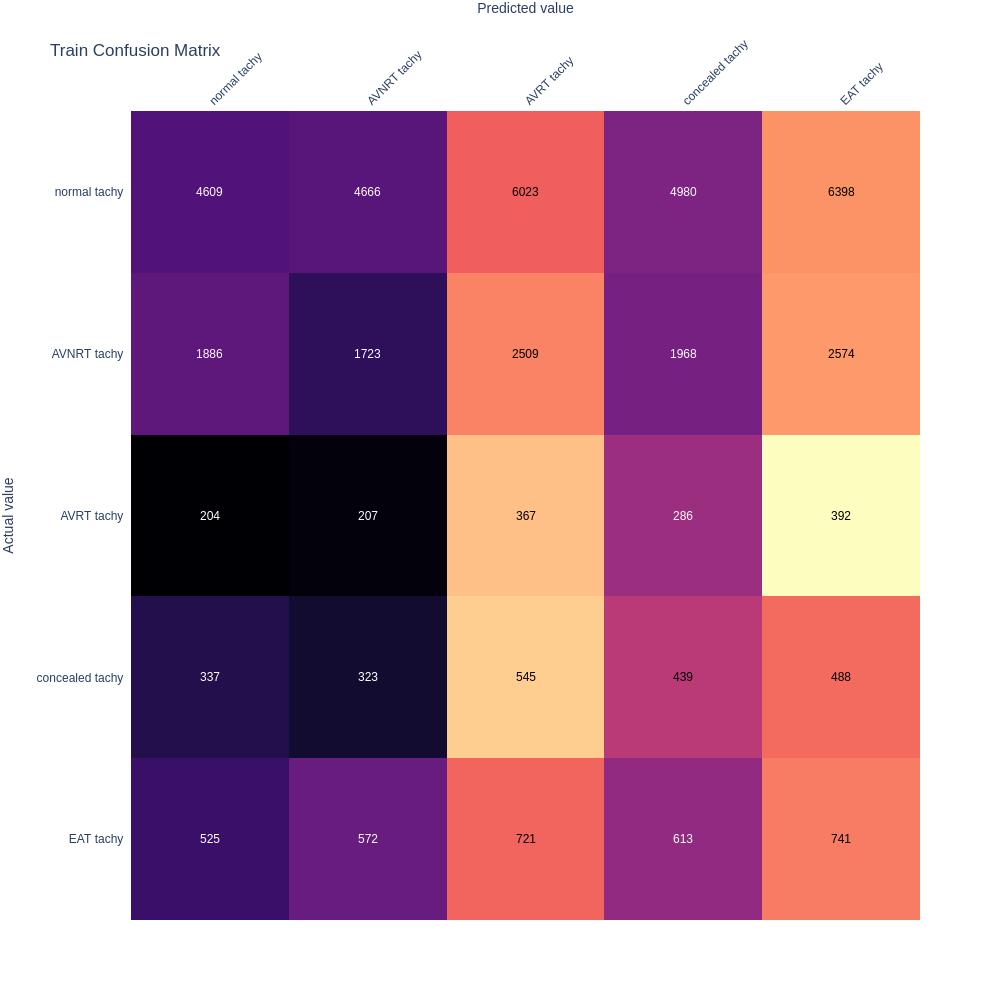 Predicted value
Train Confusion Matrix
normal tachy AVNRT tachy AVRT tachy concealed tachy EAT tachy
Actual value
normal tachy 4609 4666 6023 4980 6398
AVNRT tachy 1886 1723 2509 1968 2574
AVRT tachy 204 207 367 286 392
concealed tachy 337 323 545 439 488
EAT tachy 525 572 721 613 741